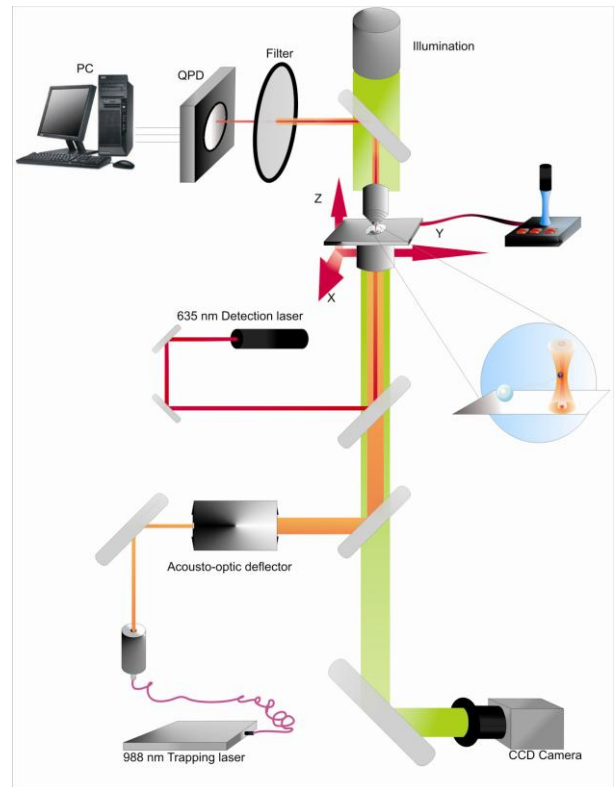 Illumination
Filter
PC
QPD
Z
Y
X
635 nm Detection laser
Acousto-optic deflector
988 nm Trapping laser
CCD Camera